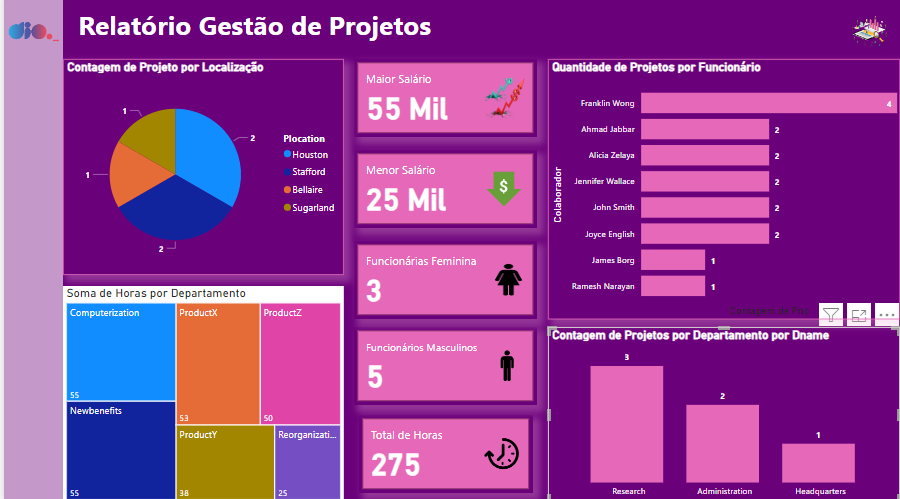 dio._
Relatório Gestão de Projetos
Contagem de Projeto por Localização
1
2
1
2
Plocation
Houston
Stafford
Bellaire
Sugarland
Maior Salário
55 Mil
Menor Salário
25 Mil
Funcionárias Feminina
3
Funcionários Masculinos
5
Total de Horas
275
Quantidade de Projetos por Funcionário
Colaborador
Franklin Wong 4
Ahmad Jabbar 2
Alicia Zelaya 2
Jennifer Wallace 2
John Smith 2
Joyce English 2
James Borg 1
Ramesh Narayan 1
Soma de Horas por Departamento
Computerization
55
Newbenefits
55
ProductX
53
ProductZ
50
ProductY
38
Reorganizati...
25
Contagem de Projetos por Departamento por Dname
3
2
1
Research
Administration
Headquarters